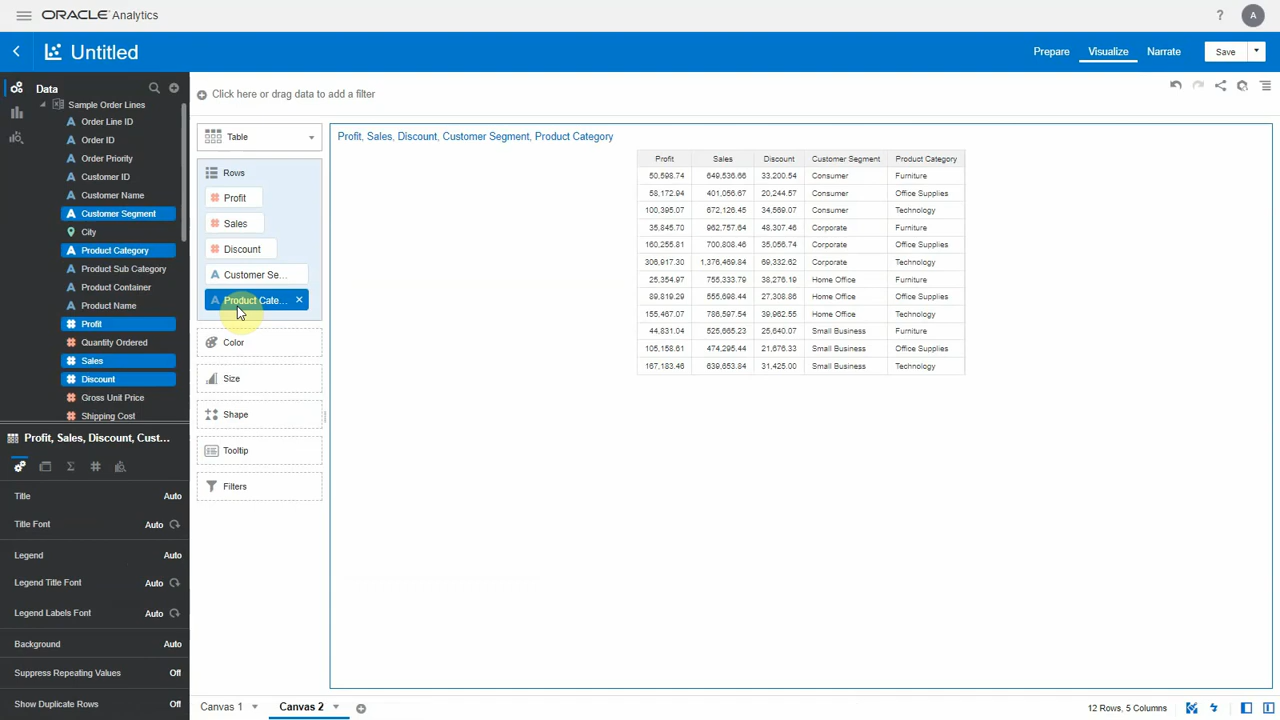 ORACLE Analytics
? A
Untitled
Prepare Visualize Narrate Save
Data
Sample Order Lines
Order Line ID
Order ID
Order Priority
Customer ID
Customer Name
Customer Segment
City
Product Category
Product Sub Category
Product Container
Product Name
Profit
Quantity Ordered
Sales
Discount
Gross Unit Price
Shipping Cost
Profit, Sales, Discount, Cust...
Title Auto
Title Font Auto
Legend Auto
Legend Title Font Auto
Legend Labels Font Auto
Background Auto
Suppress Repeating Values Off
Show Duplicate Rows Off
Click here or drag data to add a filter
Table
Rows
Profit
Sales
Discount
A Customer Se...
A Product Cate... ×
Color
Size
Shape
Tooltip
Filters
Profit, Sales, Discount, Customer Segment, Product Category
Profit Sales Discount Customer Segment Product Category
50,598.74 649,536.66 33,200.54 Consumer Furniture
58,172.94 401,056.67 20,244.57 Consumer Office Supplies
100,395.07 672,126.45 34,569.07 Consumer Technology
35,845.70 962,757.64 48,307.46 Corporate Furniture
160,255.81 700,808.46 35,056.74 Corporate Office Supplies
306,917.30 1,376,469.84 69,332.62 Corporate Technology
25,354.97 755,333.79 38,276.19 Home Office Furniture
89,819.29 555,698.44 27,308.86 Home Office Office Supplies
155,467.07 786,597.54 39,962.55 Home Office Technology
44,831.04 525,665.23 25,640.07 Small Business Furniture
105,158.61 474,295.44 21,676.33 Small Business Office Supplies
167,183.46 639,653.84 31,425.00 Small Business Technology
Canvas 1 Canvas 2
12 Rows, 5 Columns